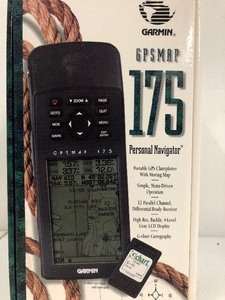 GARMIN
GPSMAP
175
Personal Navigator™
Portable GPS Chartplotter
With Moving Map
Simple, Menu-Driven
Operation
12 Parallel Channel,
Differential Ready Receiver
High Res, Backlit, 4-Level
Gray LCD Display
G-chart Cartography
ZOOM
PAGE
GOTO
QUIT
MOB
MENU
MARK
ENT
GPSMAP 175
GARMIN
G-chart
N